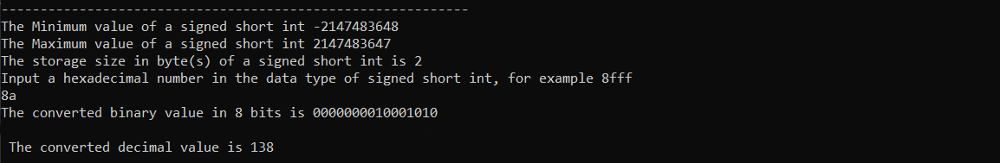 ------------------------------------------------------------
The Minimum value of a signed short int -2147483648
The Maximum value of a signed short int 2147483647
The storage size in byte(s) of a signed short int is 2
Input a hexadecimal number in the data type of signed short int, for example 8fff
8a
The converted binary value in 8 bits is 0000000010001010
The converted decimal value is 138